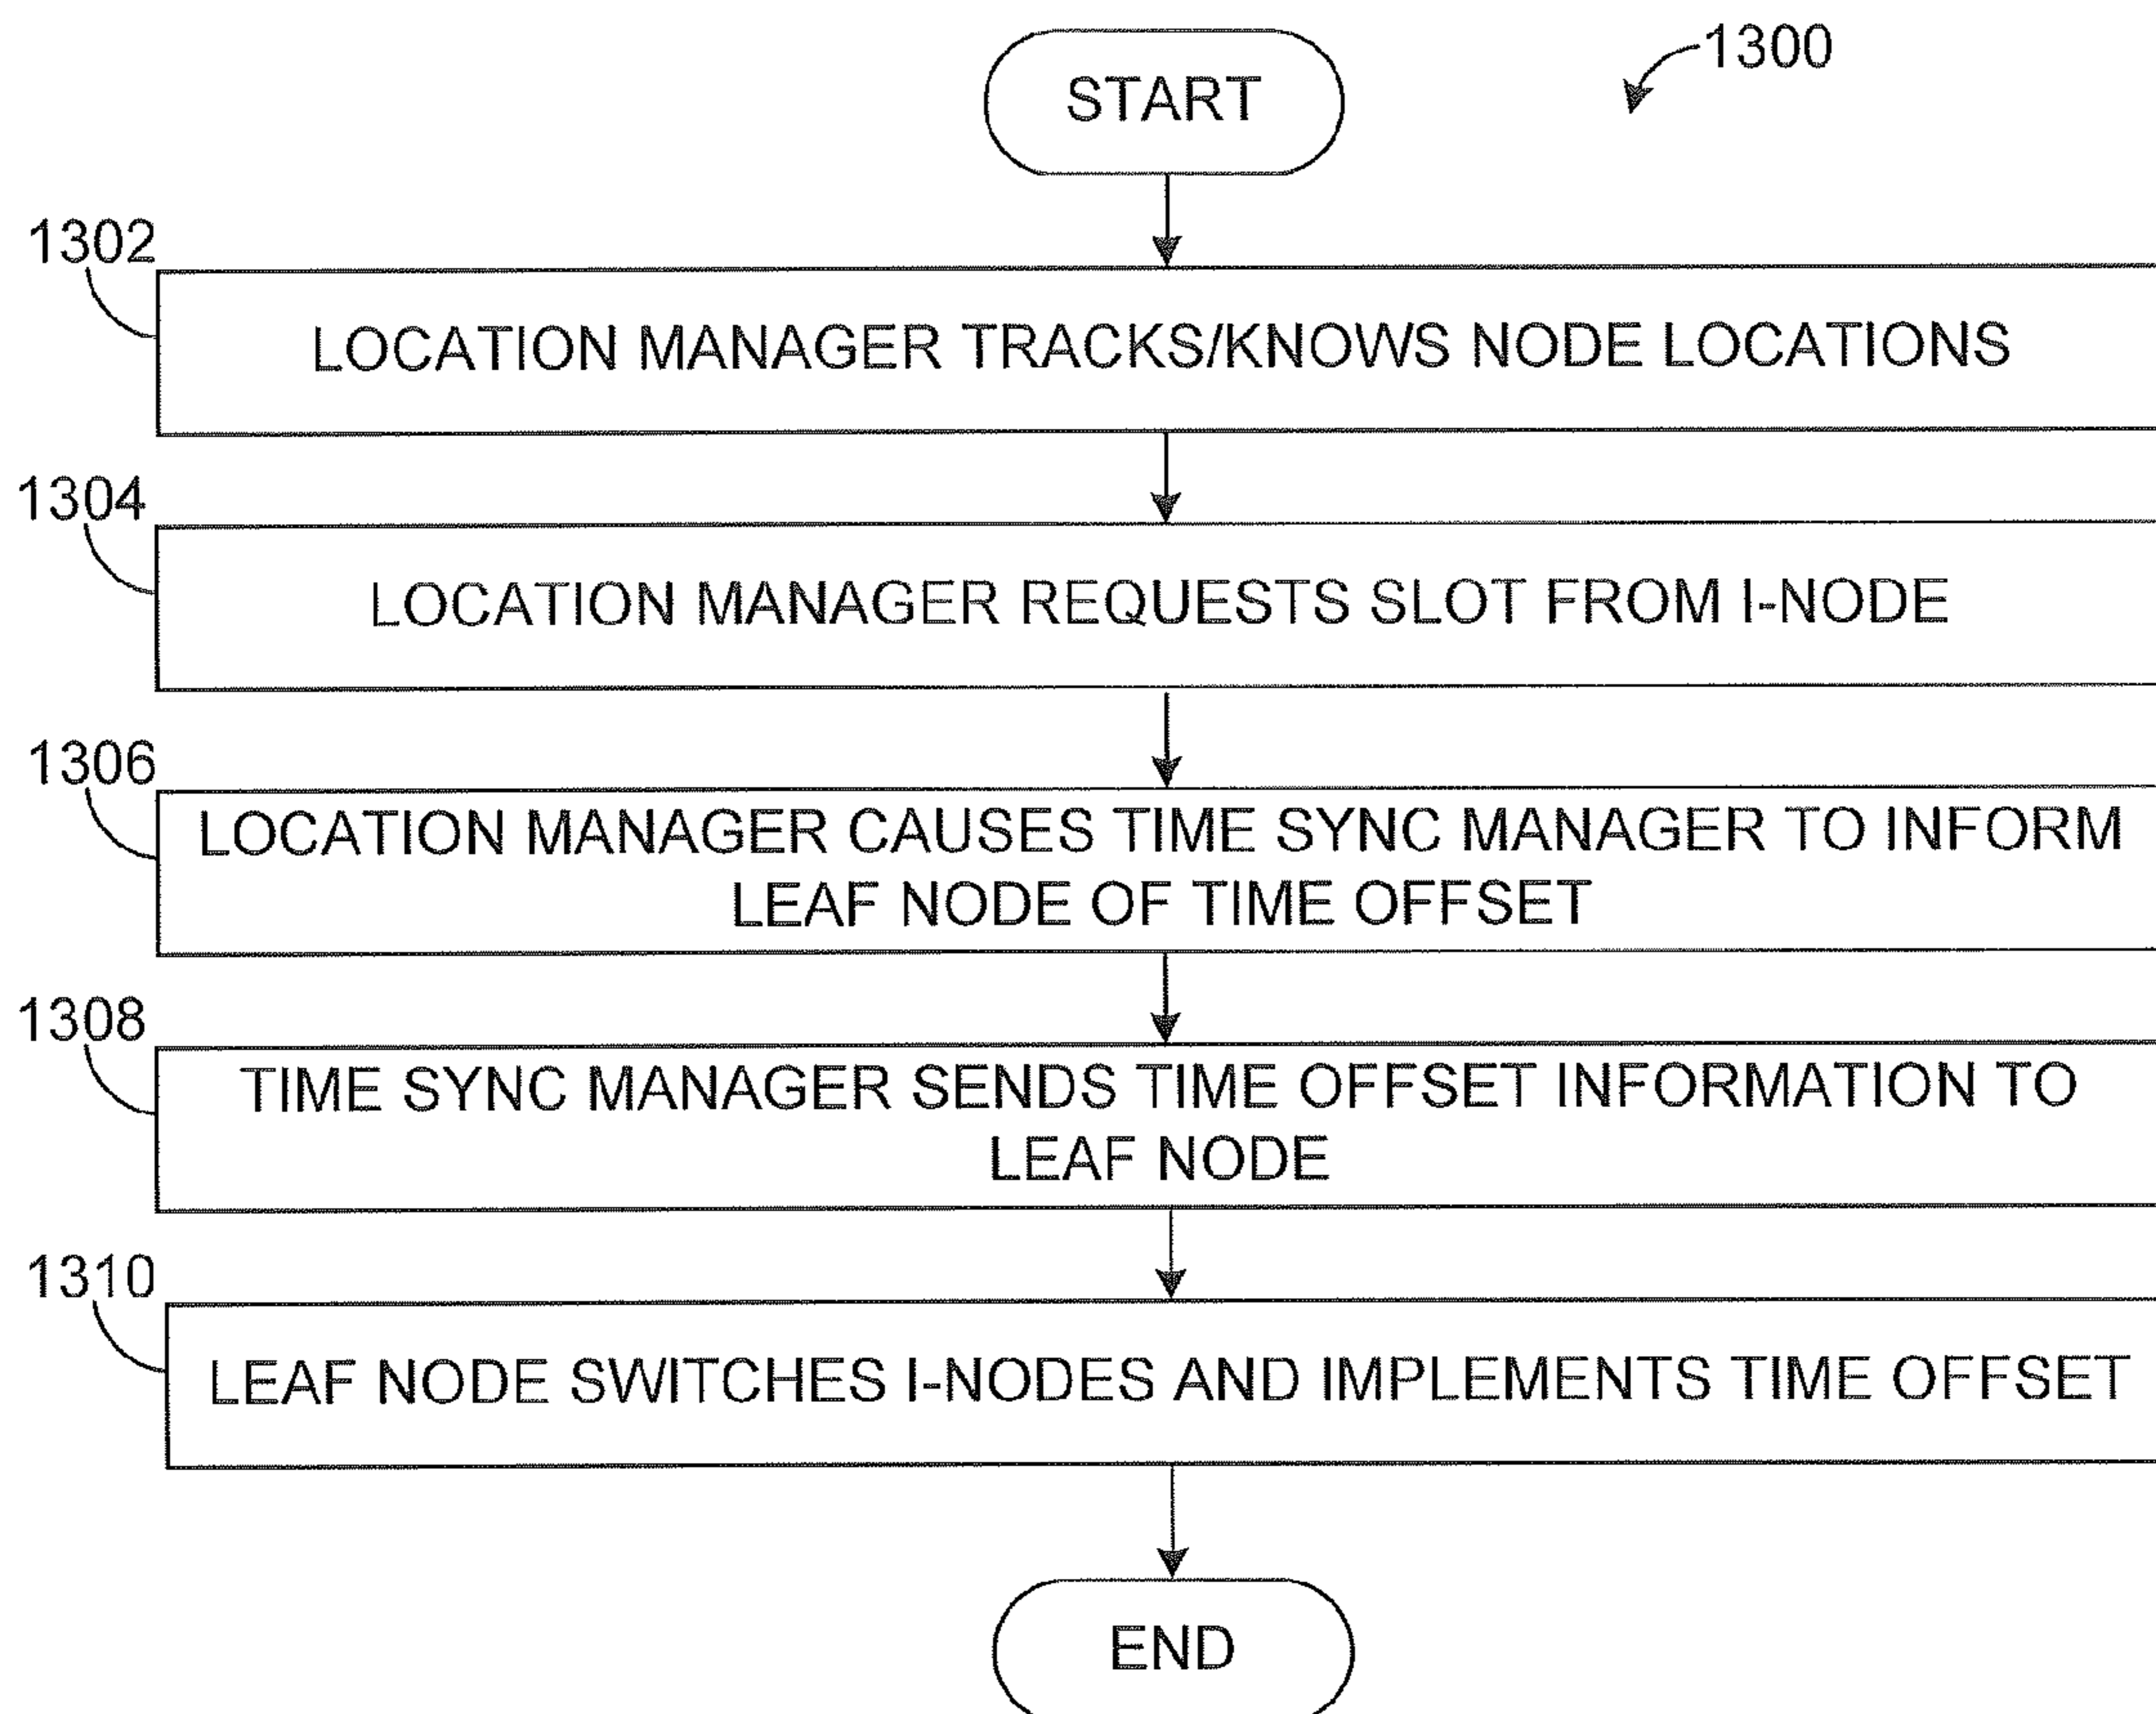 START
1300
1302
LOCATION MANAGER TRACKS/KNOWS NODE LOCATIONS
1304
LOCATION MANAGER REQUESTS SLOT FROM I-NODE
1306
LOCATION MANAGER CAUSES TIME SYNC MANAGER TO INFORM
LEAF NODE OF TIME OFFSET
1308
TIME SYNC MANAGER SENDS TIME OFFSET INFORMATION TO
LEAF NODE
1310
LEAF NODE SWITCHES I-NODES AND IMPLEMENTS TIME OFFSET
END